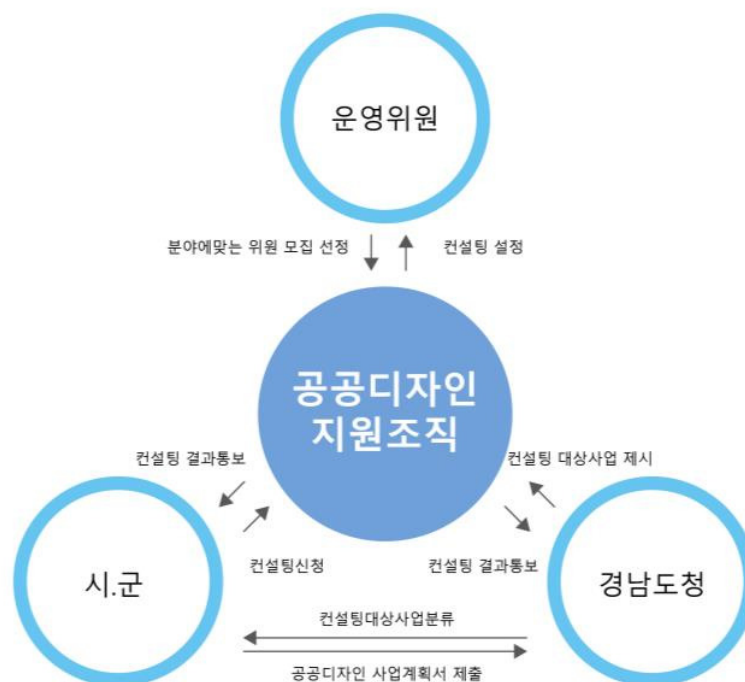 운영위원
분야에맞는 위원 모집 선정
컨설팅 설정
공공디자인
지원조직
컨설팅 결과통보
컨설팅 대상사업 제시
시.군
컨설팅신청
컨설팅 결과통보
경남도청
컨설팅대상사업분류
공공디자인 사업계획서 제출